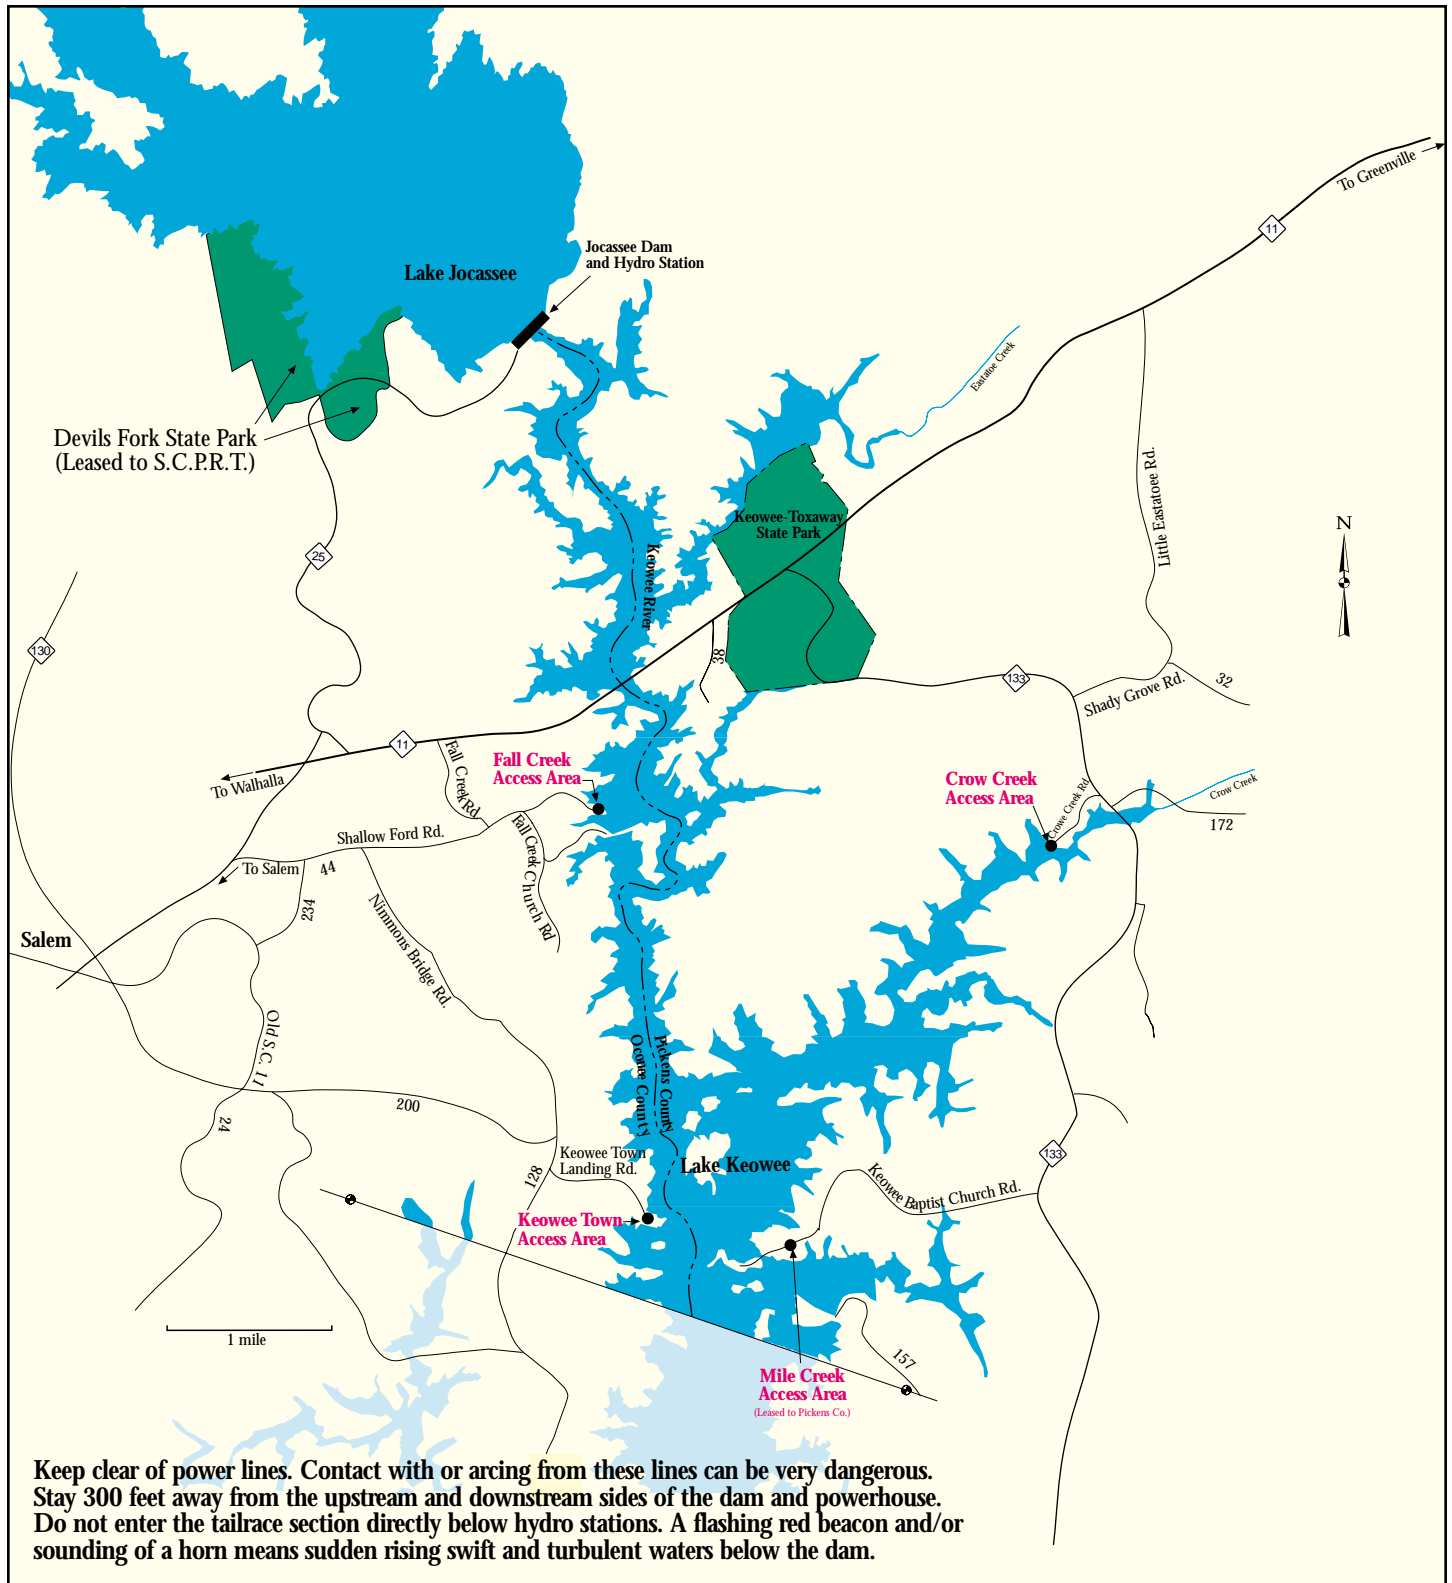 To Greenville
11
Jocassee Dam
and Hydro Station
Lake Jocassee
Eastatoe Creek
Devils Fork State Park
(Leased to S.C.P.R.T.)
Little Eastatoee Rd.
Keowee-Toxaway
State Park
N
25
Keowee River
130
38
133
Shady Grove Rd.
32
11
To Walhalla
Fall Creek Rd
Fall Creek
Access Area
Crow Creek
Access Area
Crowe Creek Rd.
Crow Creek
172
Shallow Ford Rd.
Fall Creek Church Rd
To Salem
44
234
Nimmons Bridge Rd.
Salem
Old S.C. 11
Pickens County
Oconee County
200
24
Keowee Town
Landing Rd.
128
Lake Keowee
133
Keowee Baptist Church Rd.
Keowee Town
Access Area
1 mile
157
Mile Creek
Access Area
(Leased to Pickens Co.)
Keep clear of power lines. Contact with or arcing from these lines can be very dangerous.
Stay 300 feet away from the upstream and downstream sides of the dam and powerhouse.
Do not enter the tailrace section directly below hydro stations. A flashing red beacon and/or
sounding of a horn means sudden rising swift and turbulent waters below the dam.